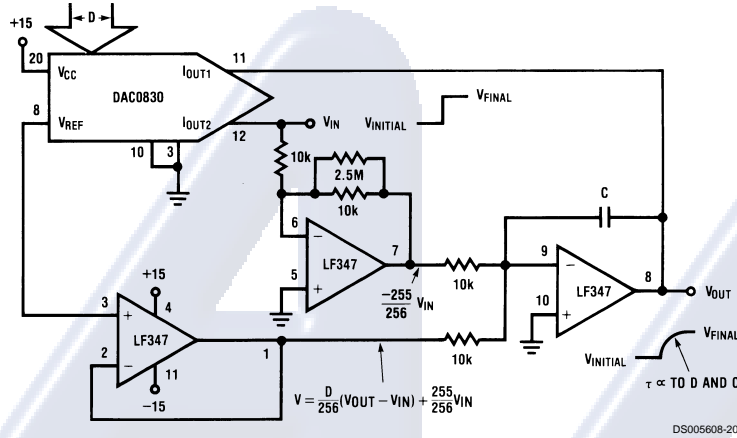 +15
D
20
VCC
IOUT1
11
DAC0830
8
VREF
IOUT2
12
VIN
10
3
VINITIAL
VFINAL
10k
2.5M
10k
6
−
LF347
7
5
+
−255/256 VIN
10k
C
9
−
LF347
8
VOUT
10
+
VINITIAL
VFINAL
τ ∝ TO D AND C
+15
4
3
+
LF347
2
−
11
−15
1
10k
V = D/256 (VOUT − VIN) + 255/256 VIN
DS005608-20